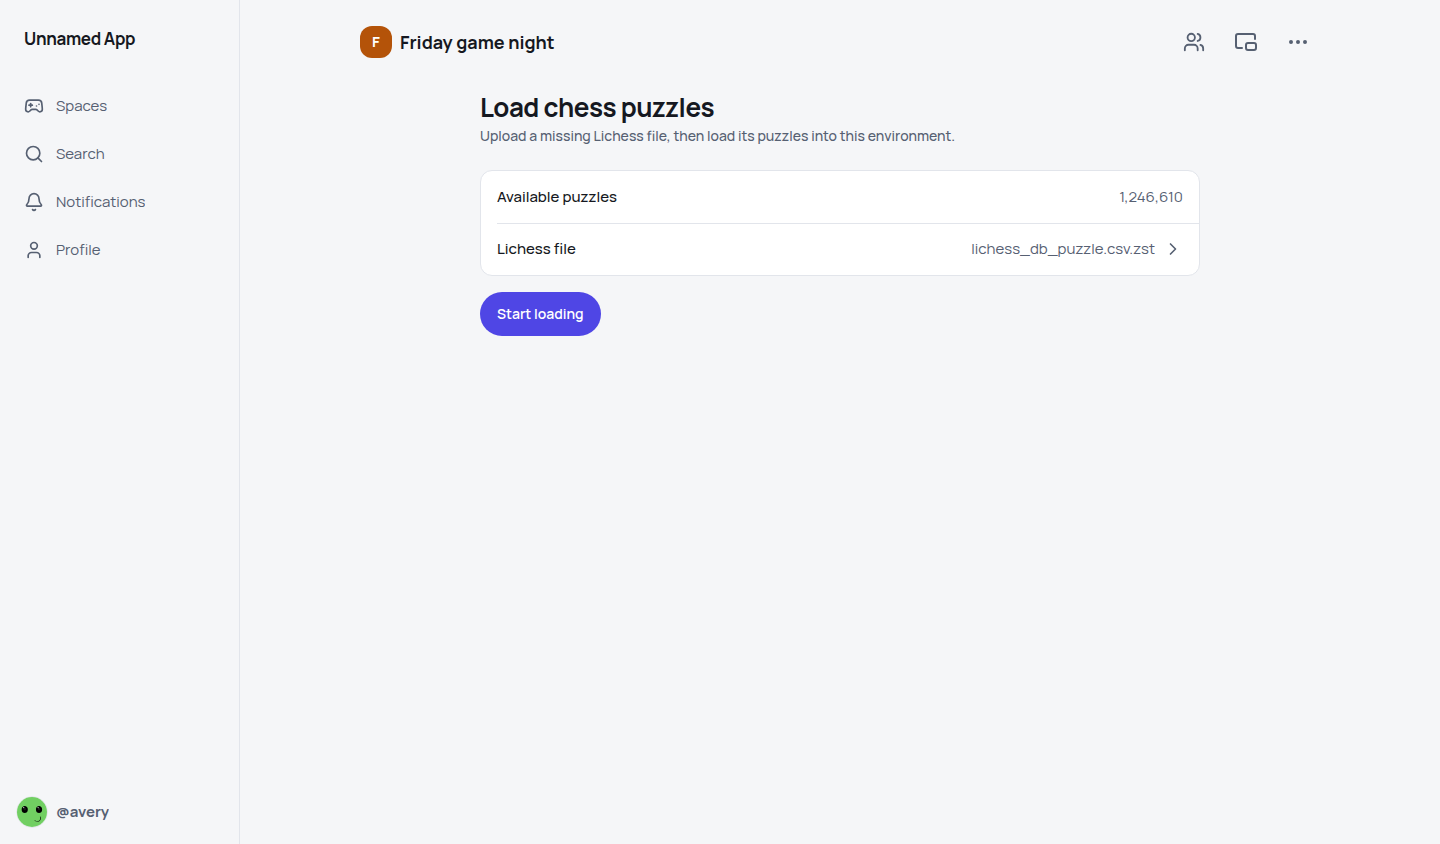 Unnamed App
Spaces
Search
Notifications
Profile
@avery
F Friday game night
Load chess puzzles
Upload a missing Lichess file, then load its puzzles into this environment.
Available puzzles 1,246,610
Lichess file lichess_db_puzzle.csv.zst
Start loading